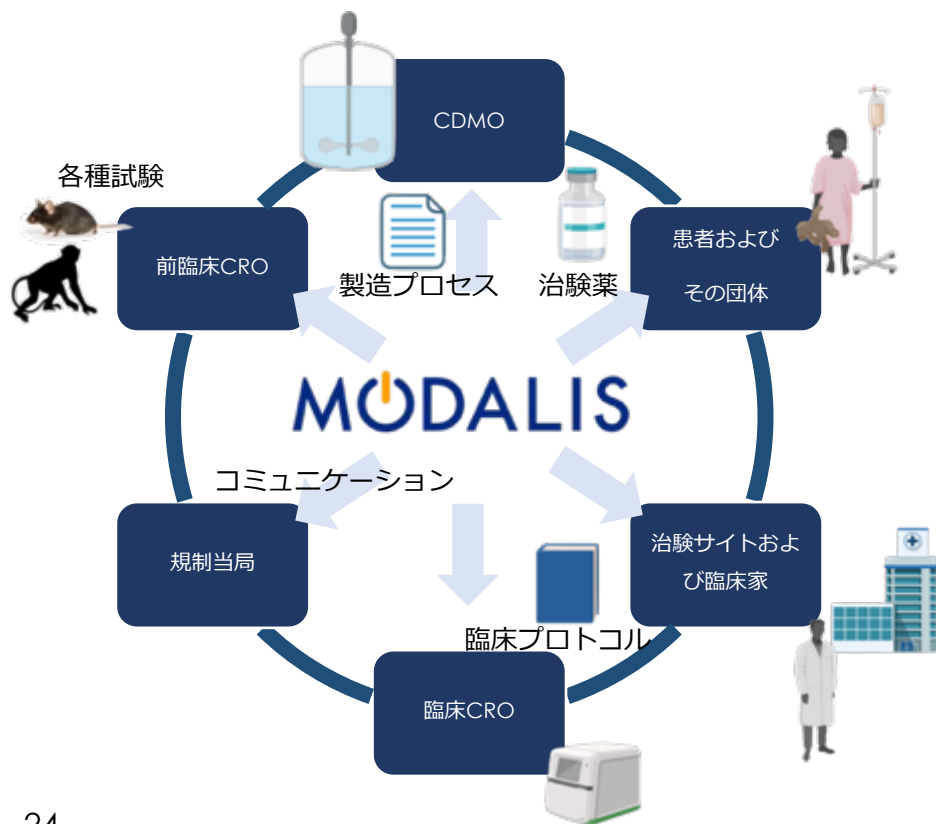 CDMO
各種試験
患者および
その団体
前臨床CRO
製造プロセス
治験薬
MODALIS
コミュニケーション
規制当局
治験サイトおよ
び臨床家
臨床プロトコル
臨床CRO